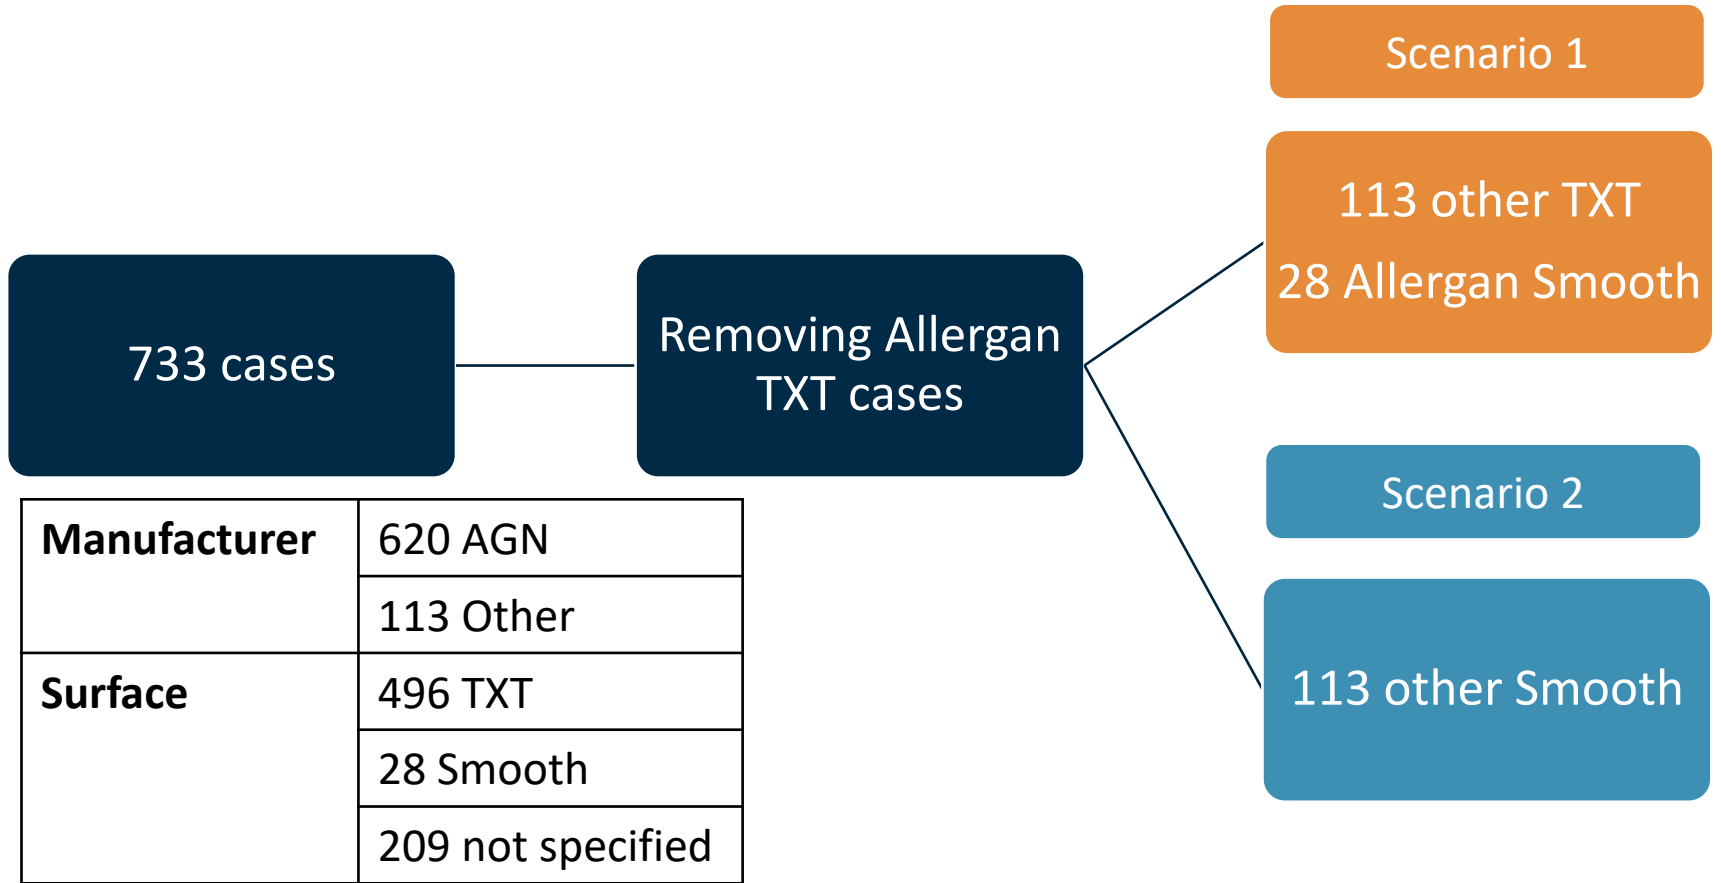 733 cases
Removing Allergan
TXT cases
Scenario 1
113 other TXT
28 Allergan Smooth
Scenario 2
113 other Smooth
Manufacturer
620 AGN
113 Other
Surface
496 TXT
28 Smooth
209 not specified